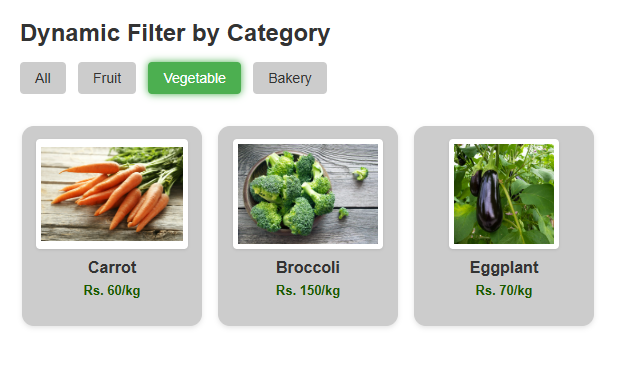 Dynamic Filter by Category
All Fruit Vegetable Bakery
Carrot Broccoli Eggplant
Rs. 60/kg Rs. 150/kg Rs. 70/kg